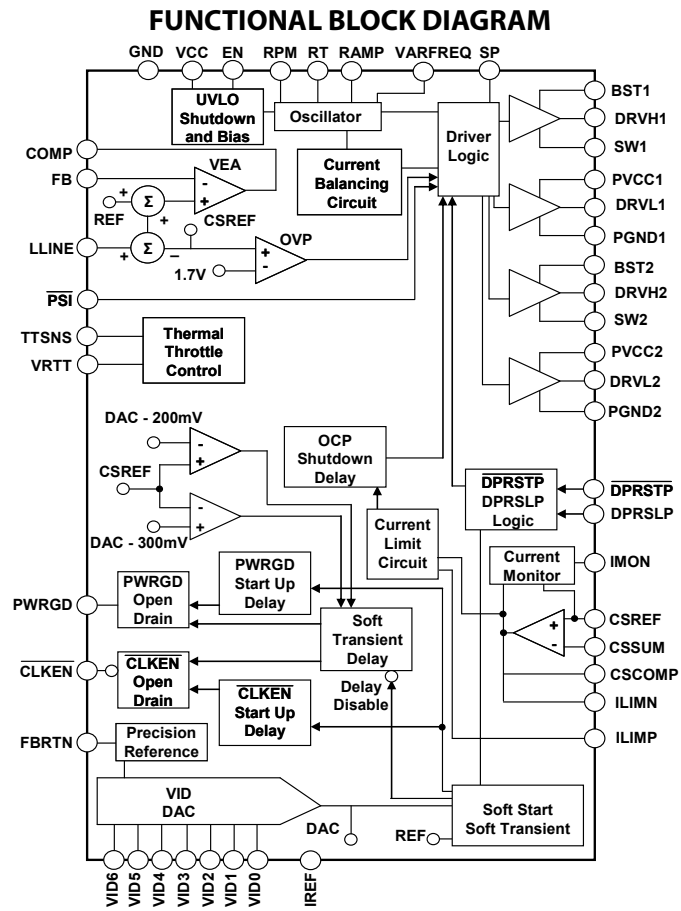 FUNCTIONAL BLOCK DIAGRAM
GND VCC EN RPM RT RAMP VARFREQ SP
UVLO
Shutdown
and Bias
Oscillator
Driver
Logic
Current
Balancing
Circuit
BST1
DRVH1
SW1
PVCC1
DRVL1
PGND1
BST2
DRVH2
SW2
PVCC2
DRVL2
PGND2
COMP
FB
LLINE
PSI
TTSNS
VRTT
VEA
-
+
+
Σ
+
REF
CSREF
+
Σ
−
OVP
+
-
1.7V
Thermal
Throttle
Control
DAC - 200mV
-
+
CSREF
-
+
DAC - 300mV
OCP
Shutdown
Delay
Current
Limit
Circuit
DPRSTP
DPRSLP
Logic
DPRSTP
DPRSLP
Current
Monitor
IMON
+
-
CSREF
CSSUM
CSCOMP
ILIMN
ILIMP
PWRGD
PWRGD
Open
Drain
PWRGD
Start Up
Delay
Soft
Transient
Delay
CLKEN
CLKEN
Open
Drain
CLKEN
Start Up
Delay
Delay
Disable
FBRTN
Precision
Reference
VID
DAC
DAC
REF
Soft Start
Soft Transient
VID6 VID5 VID4 VID3 VID2 VID1 VID0 IREF